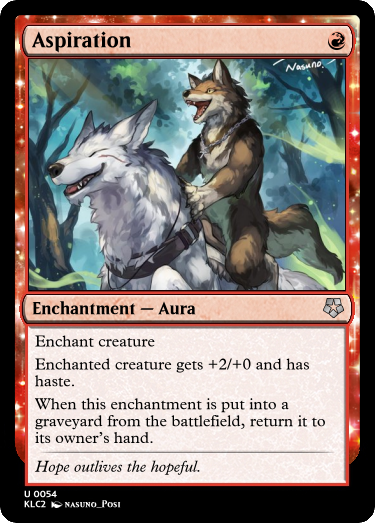 Aspiration
Nasuno.
Enchantment — Aura
Enchant creature
Enchanted creature gets +2/+0 and has
haste.
When this enchantment is put into a
graveyard from the battlefield, return it to
its owner's hand.
Hope outlives the hopeful.
U 0054
KLC2 Nasuno_Posi